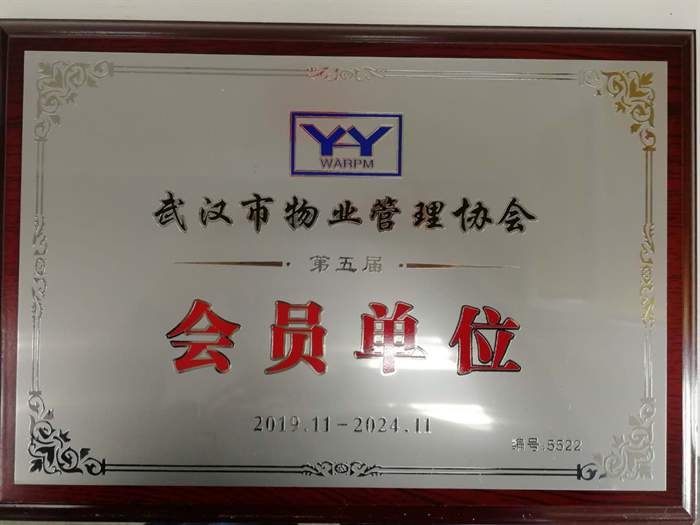 YAY
WARPM
武汉市物业管理协会
第五届
会员单位
2019.11-2024.11
编号:5522